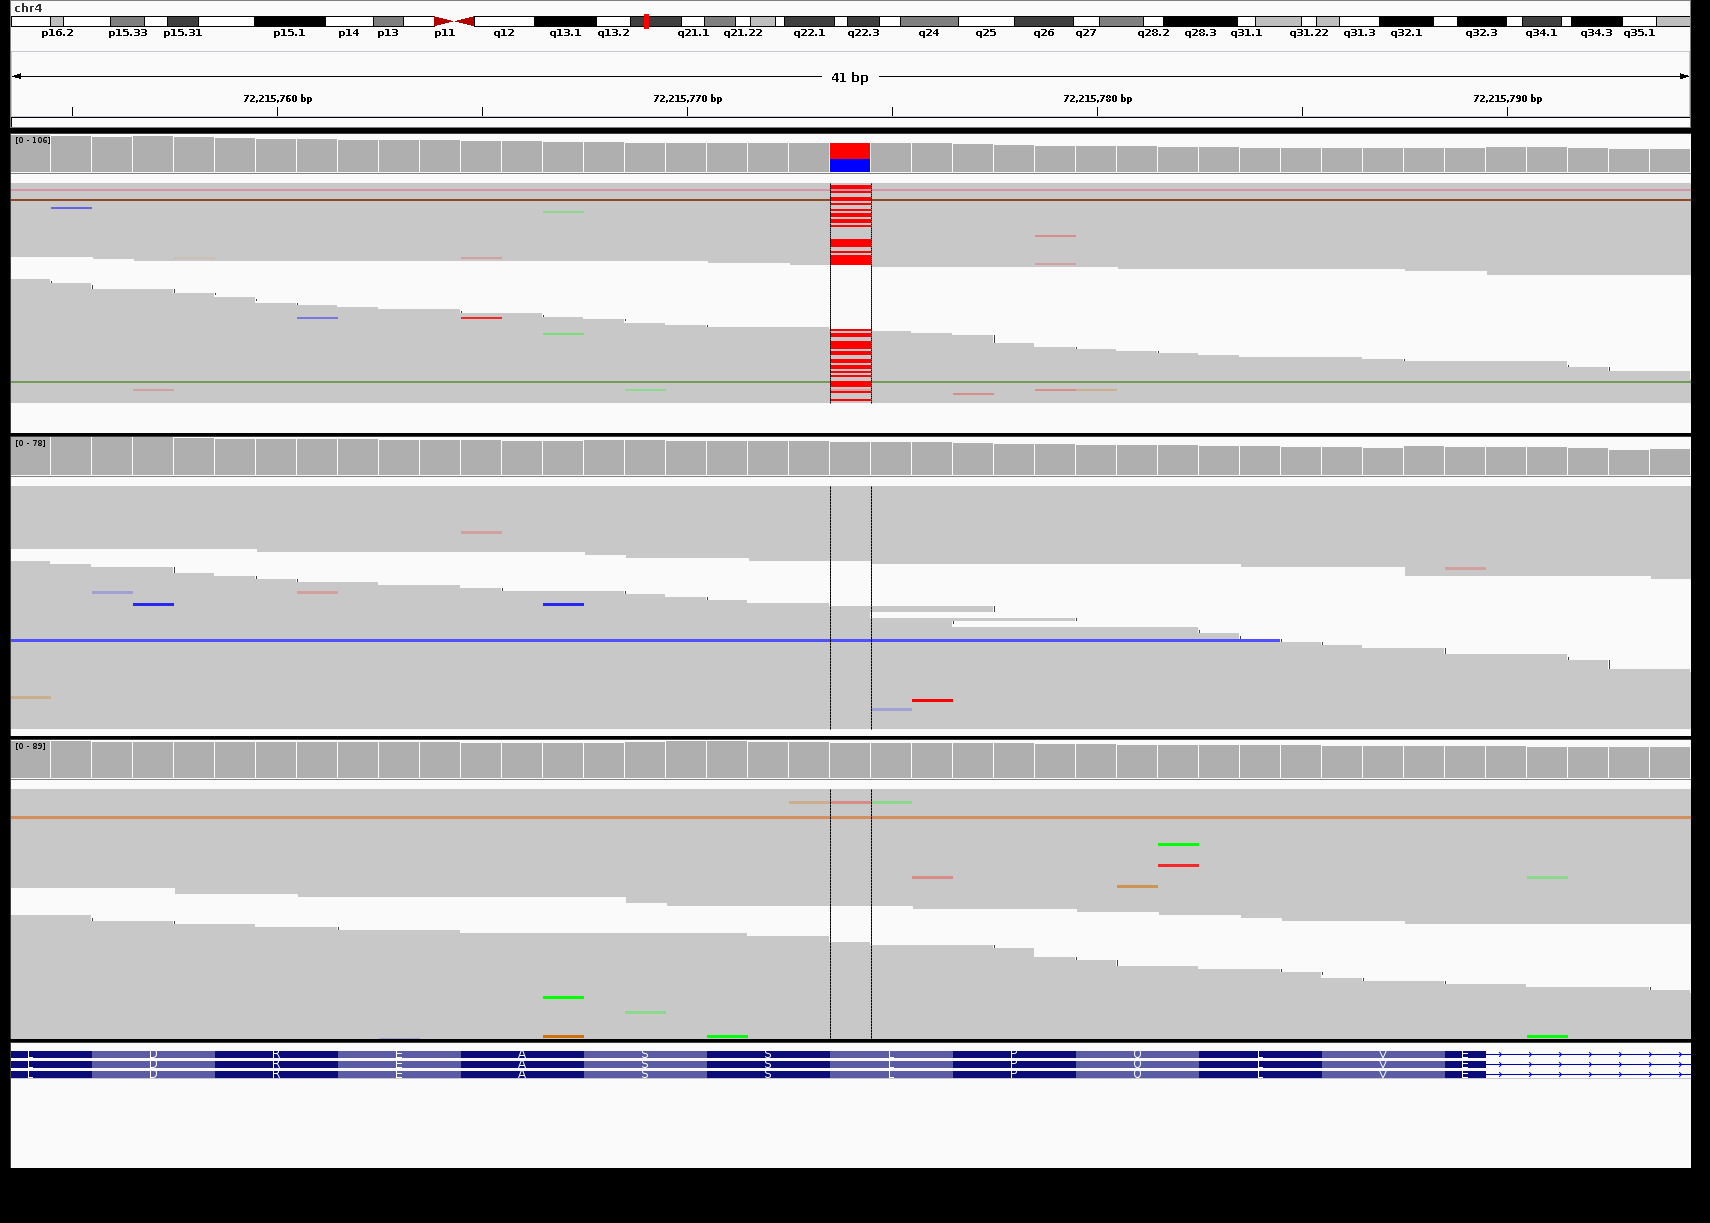 chr4
p16.2 p15.33 p15.31 p15.1 p14 p13 p11 q12 q13.1 q13.2 q21.1 q21.22 q22.1 q22.3 q24 q25 q26 q27 q28.2 q28.3 q31.1 q31.22 q31.3 q32.1 q32.3 q34.1 q34.3 q35.1
41 bp
72,215,760 bp 72,215,770 bp 72,215,780 bp 72,215,790 bp
[0 - 106]
[0 - 78]
[0 - 89]
L D R E A S S L P Q L V E
L D R E A S S L P Q L V E
L D R E A S S L P Q L V E